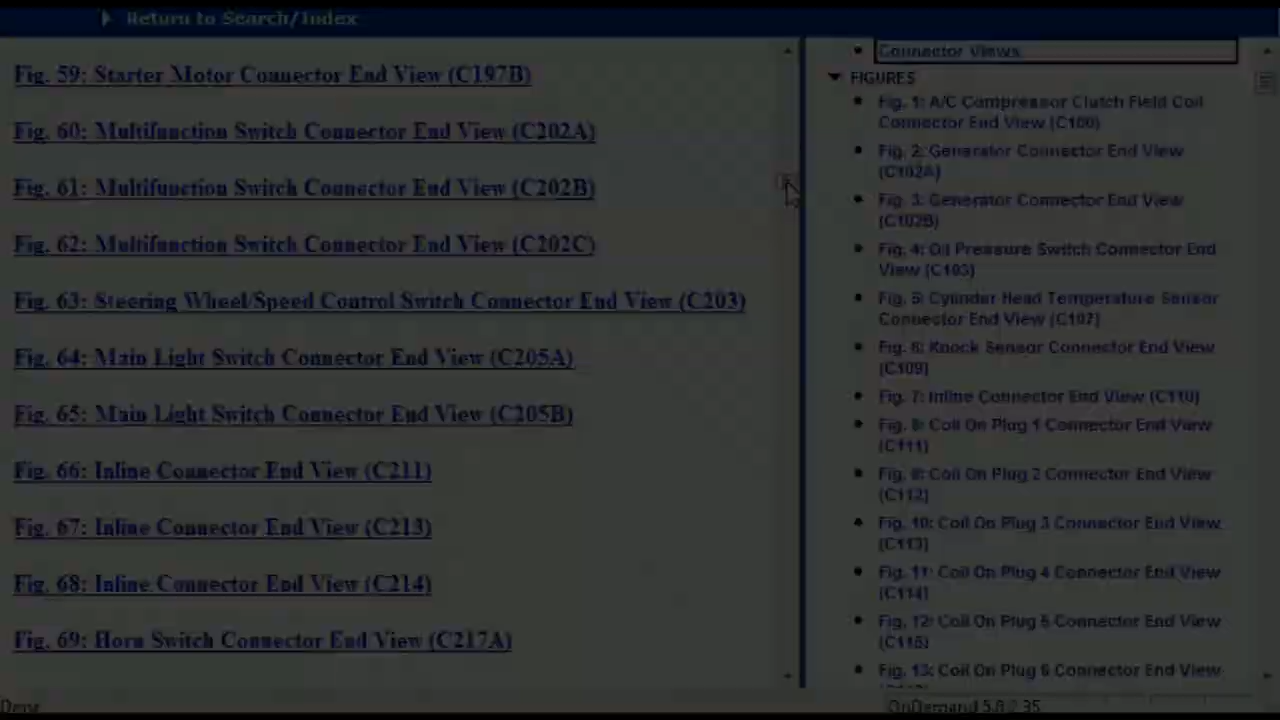 Return to Search/Index
Fig. 59: Starter Motor Connector End View (C197B)
Fig. 60: Multifunction Switch Connector End View (C202A)
Fig. 61: Multifunction Switch Connector End View (C202B)
Fig. 62: Multifunction Switch Connector End View (C202C)
Fig. 63: Steering Wheel/Speed Control Switch Connector End View (C203)
Fig. 64: Main Light Switch Connector End View (C205A)
Fig. 65: Main Light Switch Connector End View (C205B)
Fig. 66: Inline Connector End View (C211)
Fig. 67: Inline Connector End View (C213)
Fig. 68: Inline Connector End View (C214)
Fig. 69: Horn Switch Connector End View (C217A)
Connector Views
FIGURES
Fig. 1: A/C Compressor Clutch Field Coil
Connector End View (C100)
Fig. 2: Generator Connector End View
(C102A)
Fig. 3: Generator Connector End View
(C102B)
Fig. 4: Oil Pressure Switch Connector End
View (C103)
Fig. 5: Cylinder Head Temperature Sensor
Connector End View (C107)
Fig. 6: Knock Sensor Connector End View
(C109)
Fig. 7: Inline Connector End View (C110)
Fig. 8: Coil On Plug 1 Connector End View
(C111)
Fig. 9: Coil On Plug 2 Connector End View
(C112)
Fig. 10: Coil On Plug 3 Connector End View
(C113)
Fig. 11: Coil On Plug 4 Connector End View
(C114)
Fig. 12: Coil On Plug 5 Connector End View
(C115)
Fig. 13: Coil On Plug 6 Connector End View
Done
OnDemand 5.8.2.35